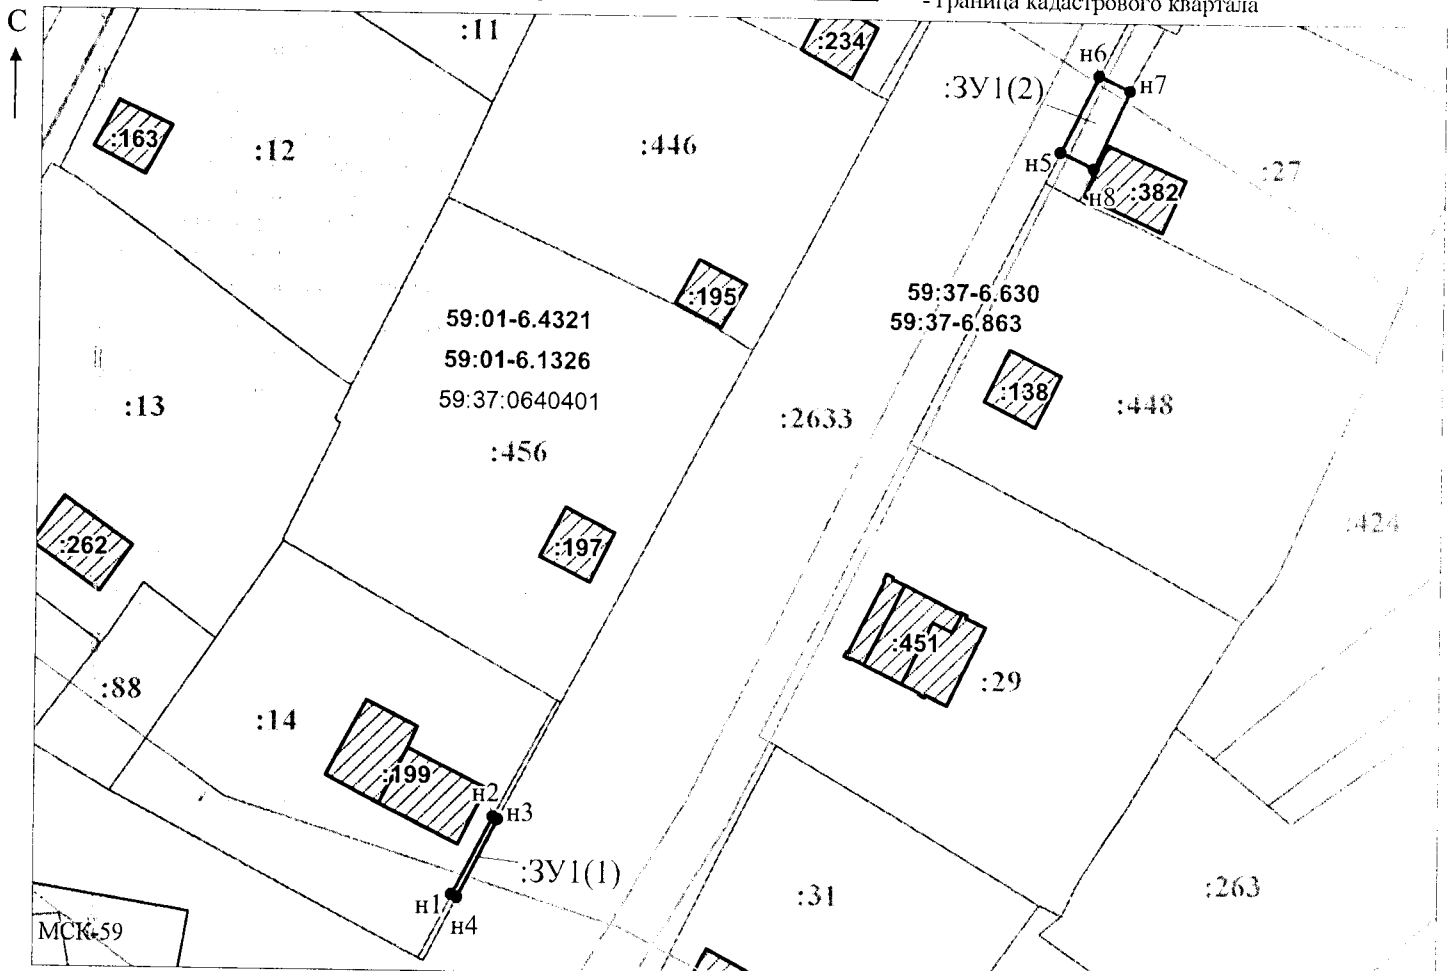 - граница кадастрового квартала
С
:11
:234
н6
:ЗУ1(2)
н7
:163
:12
:446
н5
:27
н8
:382
59:37-6.630
:195
59:01-6.4321
59:37-6.863
59:01-6.1326
:138
59:37:0640401
:13
:448
:2633
:456
:424
:262
:197
:451
:88
:29
:14
:199
н2
н3
:ЗУ1(1)
:263
:31
н1
н4
МСК-59